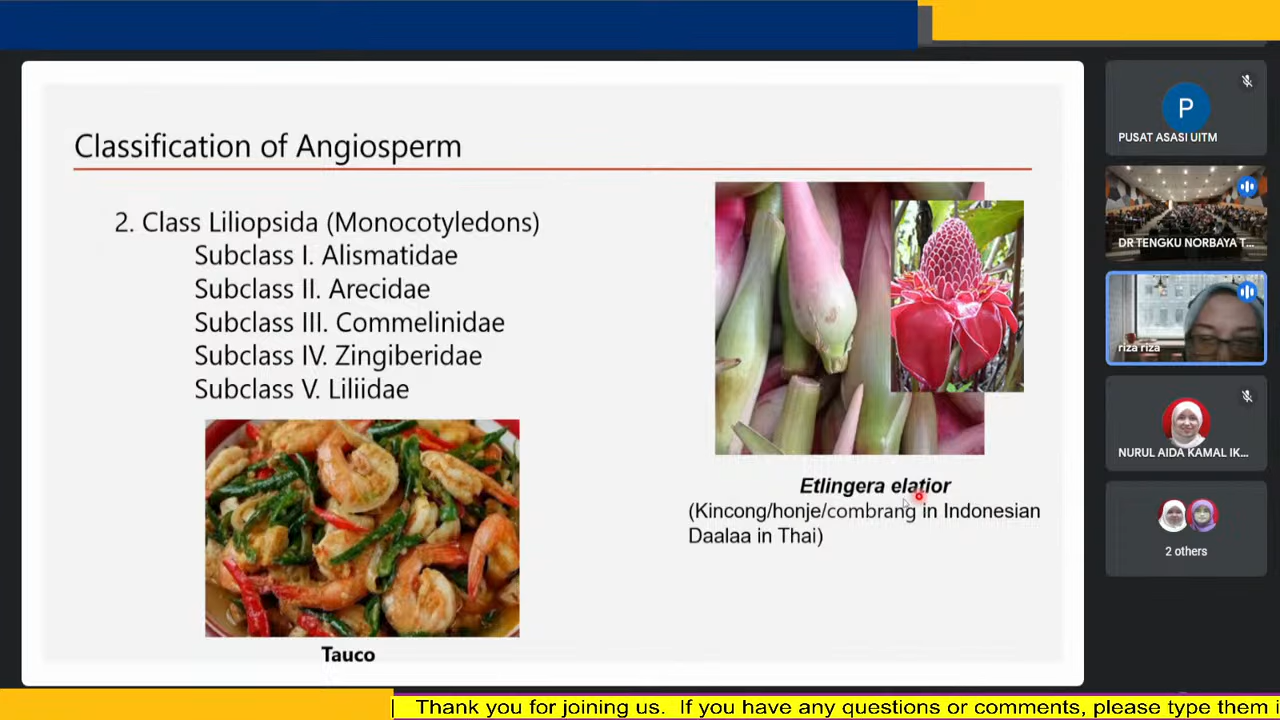 Classification of Angiosperm
2. Class Liliopsida (Monocotyledons)
Subclass I. Alismatidae
Subclass II. Arecidae
Subclass III. Commelinidae
Subclass IV. Zingiberidae
Subclass V. Liliidae
Tauco
Etlingera elatior
(Kincong/honje/combrang in Indonesian
Daalaa in Thai)
P
PUSAT ASASI UITM
DR TENGKU NORBAYA T...
riza riza
NURUL AIDA KAMAL IK...
2 others
Thank you for joining us. If you have any questions or comments, please type them i